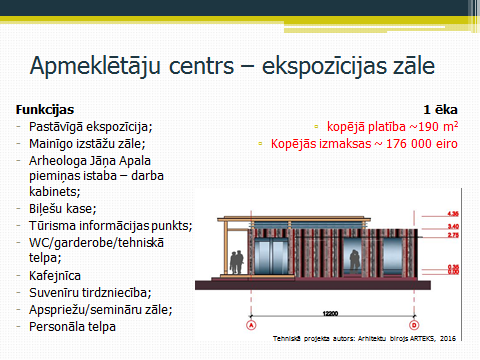 Apmeklētāju centrs – ekspozīcijas zāle
Funkcijas
- Pastāvīgā ekspozīcija;
- Mainīgo izstāžu zāle;
- Arheologa Jāņa Apala
piemiņas istaba – darba
kabinets;
- Biļešu kase;
- Tūrisma informācijas punkts;
- WC/garderobe/tehniskā
telpa;
- Kafejnīca
- Suvenīru tirdzniecība;
- Apspriežu/semināru zāle;
- Personāla telpa
1 ēka
▫ kopējā platība ~190 m²
▫ Kopējās izmaksas ~ 176 000 eiro
4.35
3.40
2.75
0.35
0.00
12200
A
D
Tehniskā projekta autors: Arhitektu birojs ARTEKS, 2016